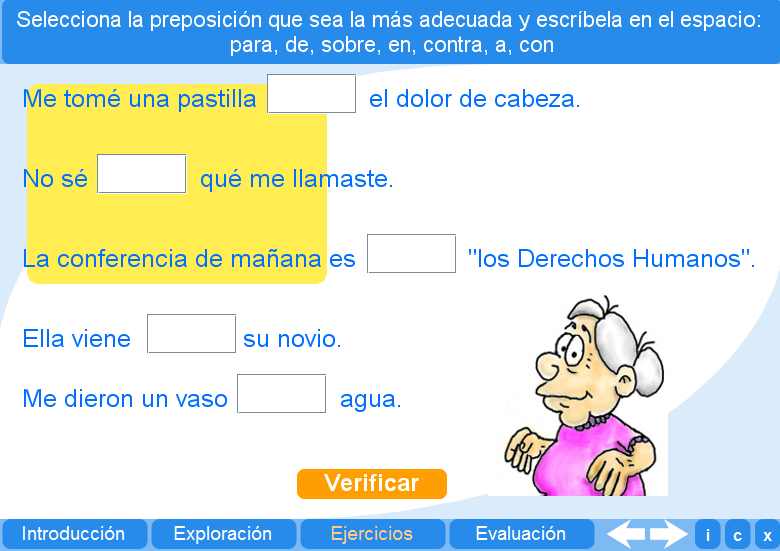 Selecciona la preposición que sea la más adecuada y escríbela en el espacio:
para, de, sobre, en, contra, a, con
Me tomé una pastilla el dolor de cabeza.
No sé qué me llamaste.
La conferencia de mañana es "los Derechos Humanos".
Ella viene su novio.
Me dieron un vaso agua.
Verificar
Introducción Exploración Ejercicios Evaluación i c x